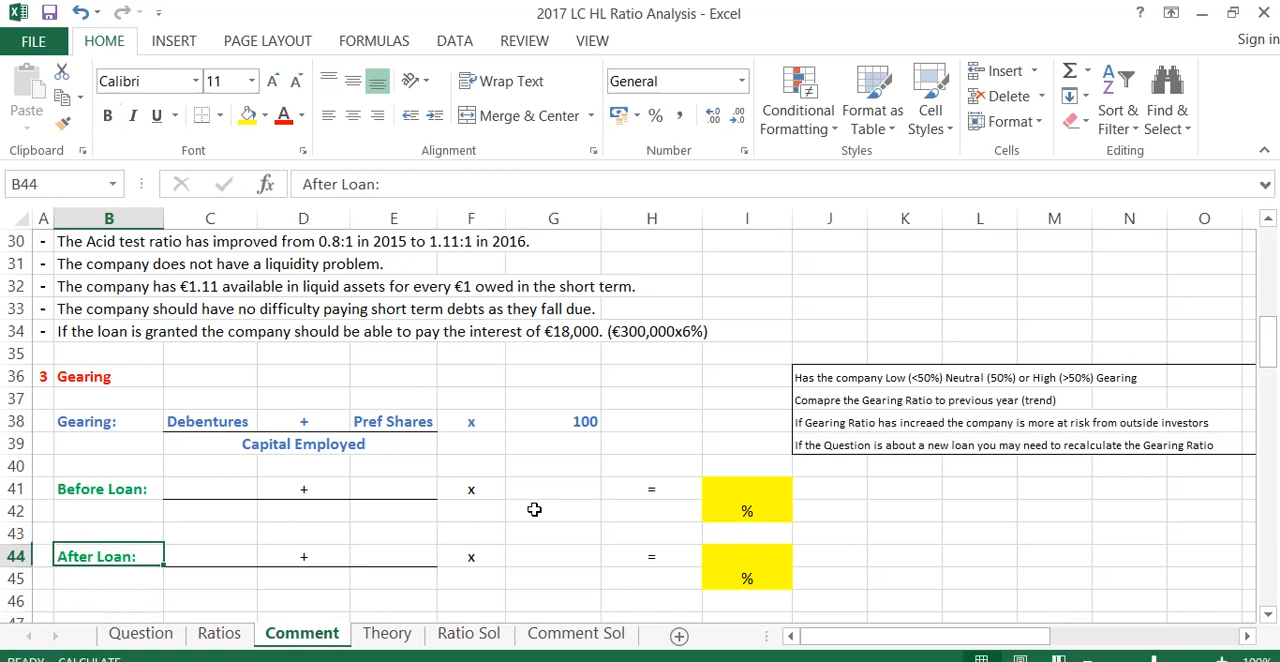 2017 LC HL Ratio Analysis - Excel
?
Sign in
FILE HOME INSERT PAGE LAYOUT FORMULAS DATA REVIEW VIEW
Paste
Calibri 11
B I U
Wrap Text
Merge & Center
General
%
Conditional Formatting
Format as Table
Cell Styles
Insert
Delete
Format
Sort & Filter
Find & Select
Clipboard Font Alignment Number Styles Cells Editing
B44 fx After Loan:
A B C D E F G H I J K L M N O
30 - The Acid test ratio has improved from 0.8:1 in 2015 to 1.11:1 in 2016.
31 - The company does not have a liquidity problem.
32 - The company has €1.11 available in liquid assets for every €1 owed in the short term.
33 - The company should have no difficulty paying short term debts as they fall due.
34 - If the loan is granted the company should be able to pay the interest of €18,000. (€300,000x6%)
35
36 3 Gearing Has the company Low (<50%) Neutral (50%) or High (>50%) Gearing
37 Comapre the Gearing Ratio to previous year (trend)
38 Gearing: Debentures + Pref Shares x 100 If Gearing Ratio has increaed the company is more at risk from outside investors
39 Capital Employed If the Question is about a new loan you may need to recalculate the Gearing Ratio
40
41 Before Loan: + x =
42 %
43
44 After Loan: + x =
45 %
46
47
Question Ratios Comment Theory Ratio Sol Comment Sol
READY CALCULATE 100%